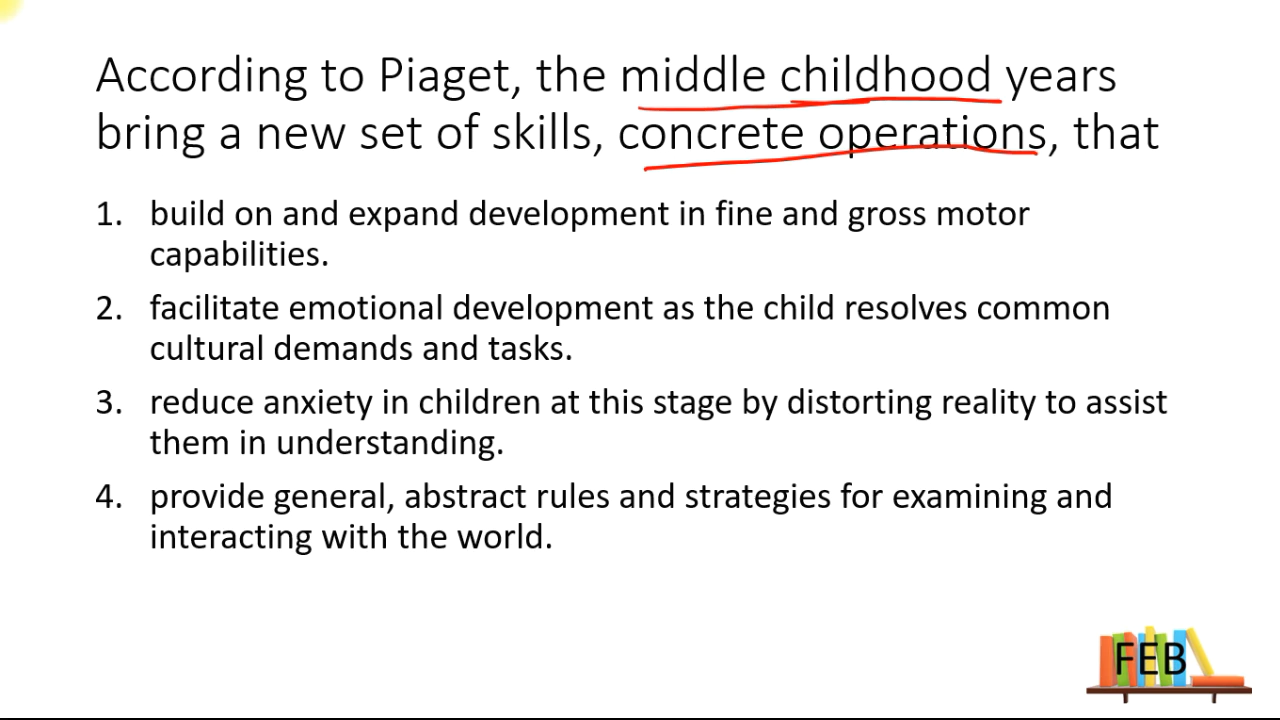 According to Piaget, the middle childhood years
bring a new set of skills, concrete operations, that
1. build on and expand development in fine and gross motor
capabilities.
2. facilitate emotional development as the child resolves common
cultural demands and tasks.
3. reduce anxiety in children at this stage by distorting reality to assist
them in understanding.
4. provide general, abstract rules and strategies for examining and
interacting with the world.
FEB